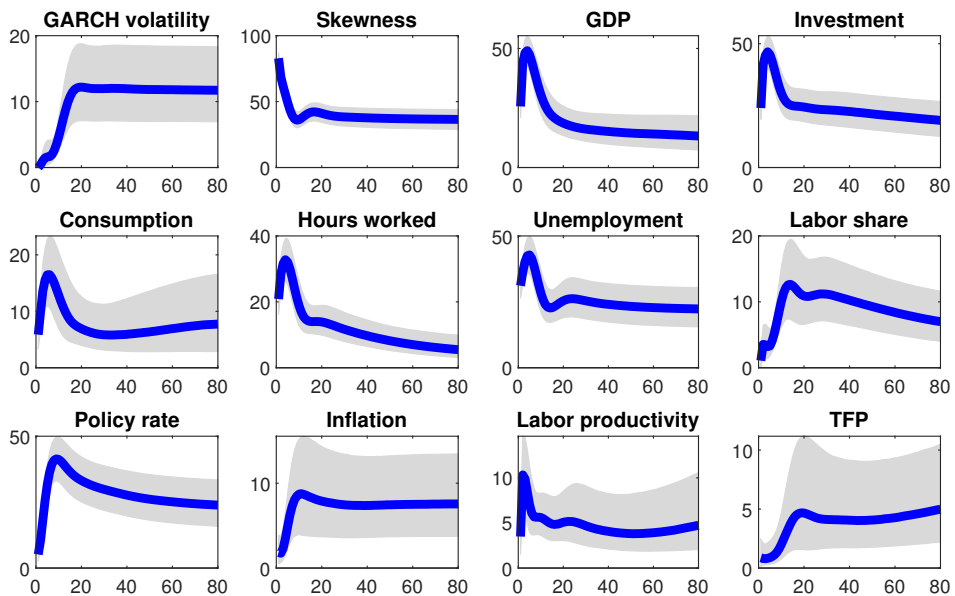 GARCH volatility Skewness GDP Investment
20 100 50 50
10 50
0 0 0 0
0 20 40 60 80 0 20 40 60 80 0 20 40 60 80 0 20 40 60 80
Consumption Hours worked Unemployment Labor share
20 40 50 20
10 20 10
0 0 0 0
0 20 40 60 80 0 20 40 60 80 0 20 40 60 80 0 20 40 60 80
Policy rate Inflation Labor productivity TFP
50 10 10 10
5 5
0 0 0 0
0 20 40 60 80 0 20 40 60 80 0 20 40 60 80 0 20 40 60 80